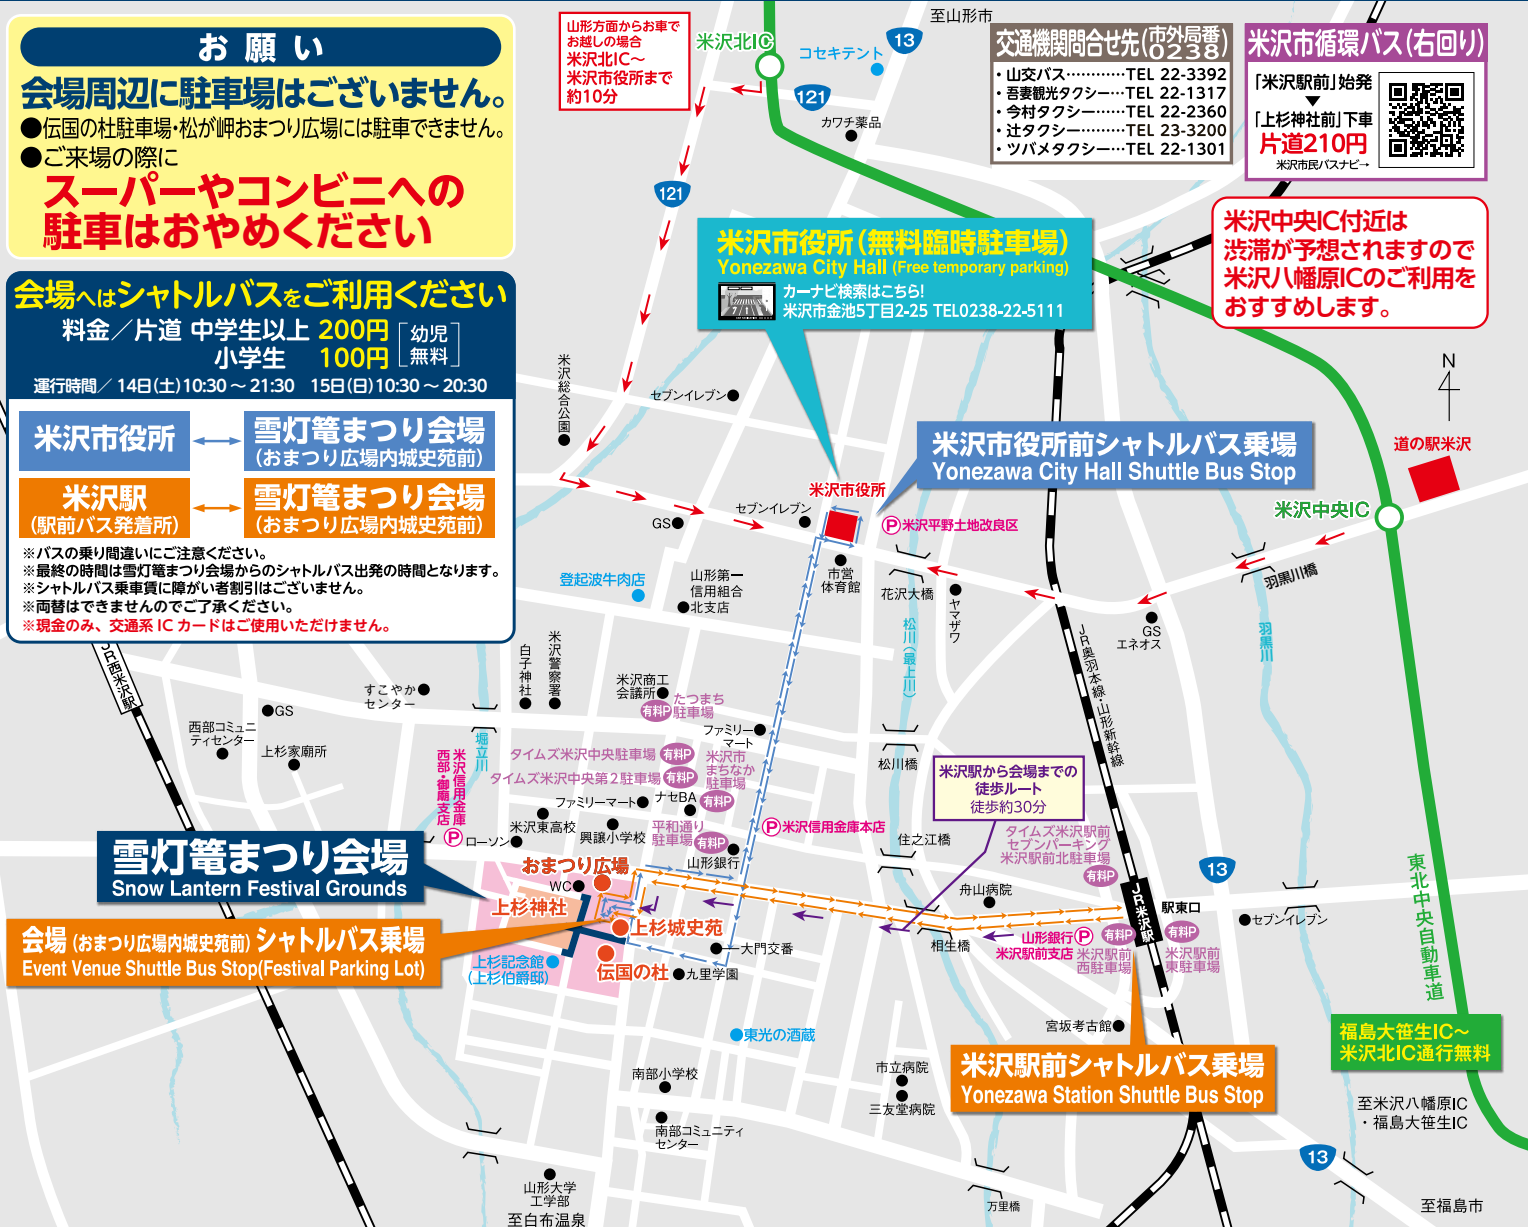 お願い
会場周辺に駐車場はございません。
●伝国の杜駐車場・松が岬おまつり広場には駐車できません。
●ご来場の際に
スーパーやコンビニへの
駐車はおやめください
会場へはシャトルバスをご利用ください
料金／片道 中学生以上 200円
小学生 100円
幼児
無料
運行時間／ 14日(土)10:30～21:30 15日(日)10:30～20:30
米沢市役所
雪灯篭まつり会場
(おまつり広場内城史苑前)
米沢駅
(駅前バス発着所)
雪灯篭まつり会場
(おまつり広場内城史苑前)
※バスの乗り間違いにご注意ください。
※最終の時間は雪灯篭まつり会場からのシャトルバス出発の時間となります。
※シャトルバス乗車賃に障がい者割引はございません。
※両替はできませんのでご了承ください。
※現金のみ、交通系 IC カードはご使用いただけません。
山形方面からお車で
お越しの場合
米沢北IC～
米沢市役所まで
約10分
米沢北IC
コセキテント
13
至山形市
121
カワチ薬品
121
交通機関問合せ先(市外局番0238)
・山交バス…………TEL 22-3392
・吾妻観光タクシー…TEL 22-1317
・今村タクシー……TEL 22-2360
・辻タクシー………TEL 23-3200
・ツバメタクシー…TEL 22-1301
米沢市循環バス(右回り)
「米沢駅前」始発
▼
「上杉神社前」下車
片道210円
米沢市民バスナビ→
米沢中央IC付近は
渋滞が予想されますので
米沢八幡原ICのご利用を
おすすめします。
米沢市役所(無料臨時駐車場)
Yonezawa City Hall (Free temporary parking)
カーナビ検索はこちら!
米沢市金池5丁目2-25 TEL0238-22-5111
N
米沢総合公園
セブンイレブン
米沢市役所前シャトルバス乗場
Yonezawa City Hall Shuttle Bus Stop
道の駅米沢
米沢中央IC
米沢市役所
セブンイレブン
GS
Ⓟ米沢平野土地改良区
市営
体育館
花沢大橋
ヤマザワ
羽黒川橋
GS
エネオス
羽黒川
松川(最上川)
JR奥羽本線・山形新幹線
登起波牛肉店
山形第一
信用組合
北支店
白子神社
米沢警察署
JR西米沢駅
すこやか
センター
GS
西部コミュニ
ティセンター
上杉家廟所
堀立川
米沢信用金庫
西部・御廟支店
Ⓟ
米沢商工
会議所
有料P
たつまち
駐車場
ファミリー
マート
タイムズ米沢中央駐車場 有料P
タイムズ米沢中央第2駐車場 有料P
米沢市
まちなか
駐車場
有料P
ファミリーマート
ナセBA
米沢東高校
興譲小学校
平和通り
駐車場
有料P
ローソン
山形銀行
Ⓟ米沢信用金庫本店
松川橋
米沢駅から会場までの
徒歩ルート
徒歩約30分
住之江橋
タイムズ米沢駅前
セブンパーキング
米沢駅前北駐車場
有料P
13
雪灯篭まつり会場
Snow Lantern Festival Grounds
おまつり広場
WC
上杉神社
上杉城史苑
伝国の杜
上杉記念館
(上杉伯爵邸)
会場 (おまつり広場内城史苑前) シャトルバス乗場
Event Venue Shuttle Bus Stop(Festival Parking Lot)
大門交番
九里学園
舟山病院
相生橋
山形銀行
米沢駅前支店
Ⓟ
有料P
米沢駅前
西駐車場
JR米沢駅
駅東口
有料P
米沢駅前
東駐車場
セブンイレブン
東北中央自動車道
東光の酒蔵
宮坂考古館
米沢駅前シャトルバス乗場
Yonezawa Station Shuttle Bus Stop
福島大笹生IC～
米沢北IC通行無料
南部小学校
市立病院
三友堂病院
南部コミュニティ
センター
至米沢八幡原IC
・福島大笹生IC
13
山形大学
工学部
至白布温泉
万里橋
至福島市